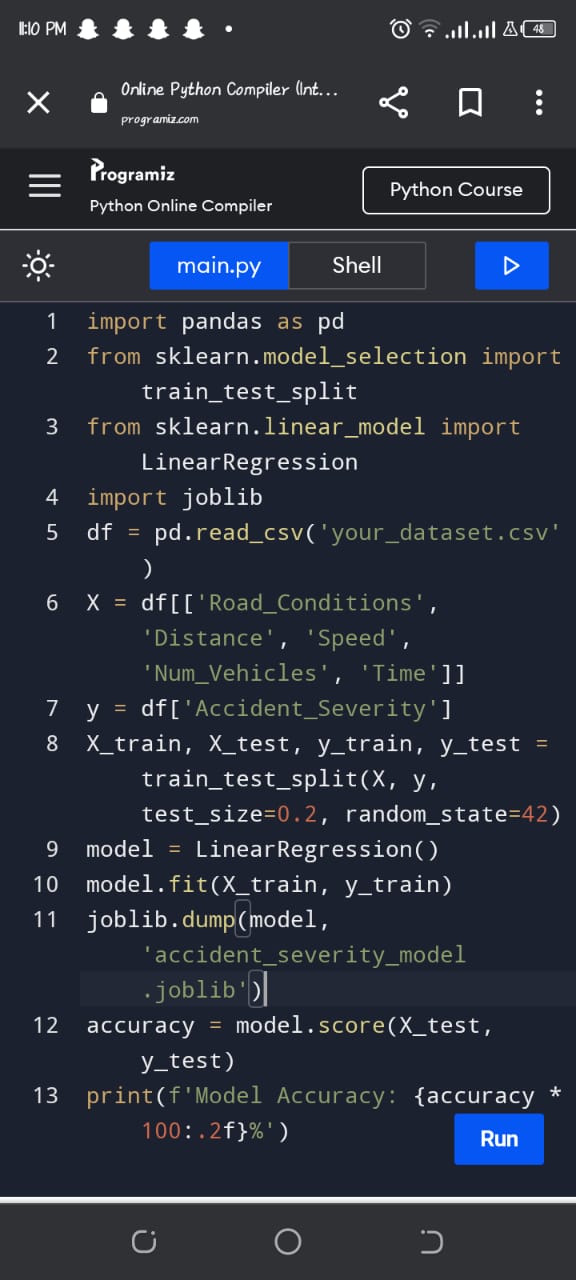 1:10 PM
48
Online Python Compiler (Int...
programiz.com
Programiz
Python Online Compiler
Python Course
main.py
Shell
1 import pandas as pd
2 from sklearn.model_selection import
train_test_split
3 from sklearn.linear_model import
LinearRegression
4 import joblib
5 df = pd.read_csv('your_dataset.csv'
)
6 X = df[['Road_Conditions',
'Distance', 'Speed',
'Num_Vehicles', 'Time']]
7 y = df['Accident_Severity']
8 X_train, X_test, y_train, y_test =
train_test_split(X, y,
test_size=0.2, random_state=42)
9 model = LinearRegression()
10 model.fit(X_train, y_train)
11 joblib.dump(model,
'accident_severity_model
.joblib')
12 accuracy = model.score(X_test,
y_test)
13 print(f'Model Accuracy: {accuracy *
100:.2f}%')
Run